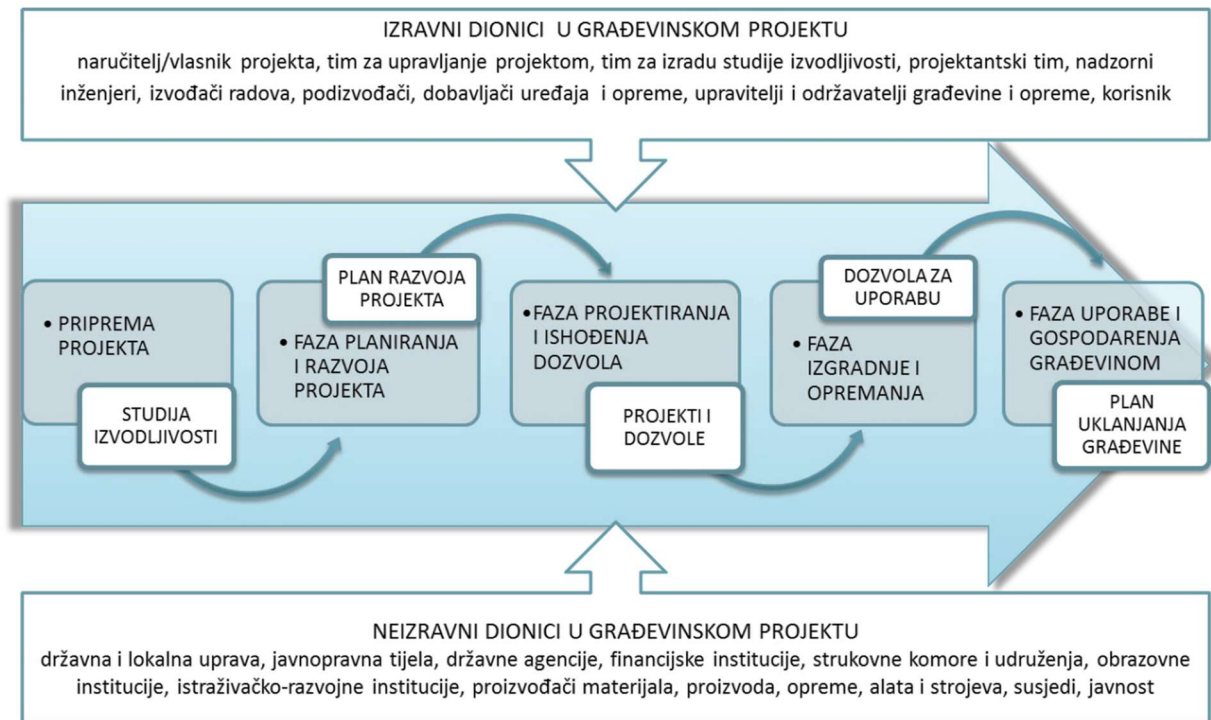 IZRAVNI DIONICI U GRAĐEVINSKOM PROJEKTU
naručitelj/vlasnik projekta, tim za upravljanje projektom, tim za izradu studije izvodljivosti, projektantski tim, nadzorni
inženjeri, izvođači radova, podizvođači, dobavljači uređaja i opreme, upravitelji i održavatelji građevine i opreme, korisnik
• PRIPREMA
PROJEKTA
STUDIJA
IZVODLJIVOSTI
PLAN RAZVOJA
PROJEKTA
• FAZA PLANIRANJA
I RAZVOJA
PROJEKTA
•FAZA PROJEKTIRANJA
I ISHOĐENJA
DOZVOLA
PROJEKTI I
DOZVOLE
DOZVOLA ZA
UPORABU
• FAZA
IZGRADNJE I
OPREMANJA
• FAZA UPORABE I
GOSPODARENJA
GRAĐEVINOM
PLAN
UKLANJANJA
GRAĐEVINE
NEIZRAVNI DIONICI U GRAĐEVINSKOM PROJEKTU
državna i lokalna uprava, javnopravna tijela, državne agencije, financijske institucije, strukovne komore i udruženja, obrazovne
institucije, istraživačko-razvojne institucije, proizvođači materijala, proizvoda, opreme, alata i strojeva, susjedi, javnost